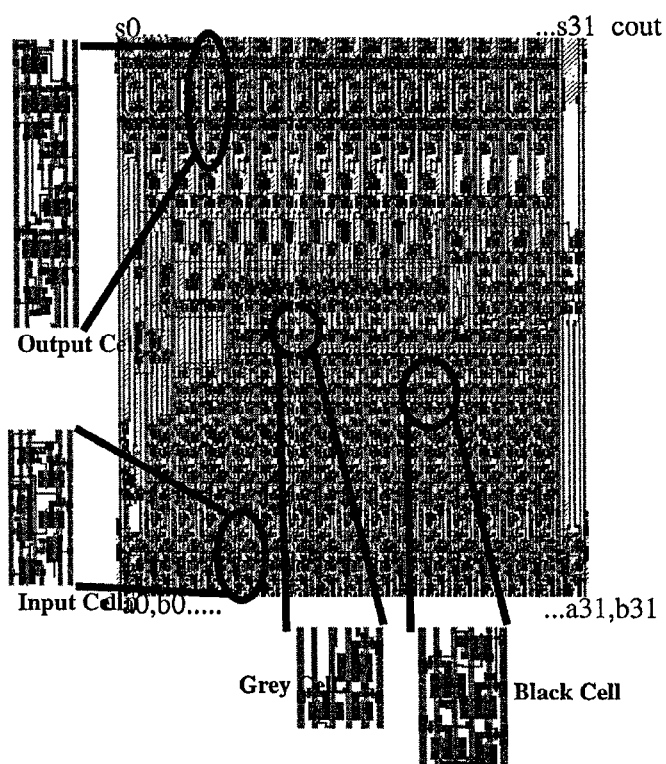 s0 ...s31 cout
Output Cell
Input Cell a0,b0..... ...a31,b31
Grey Cell Black Cell